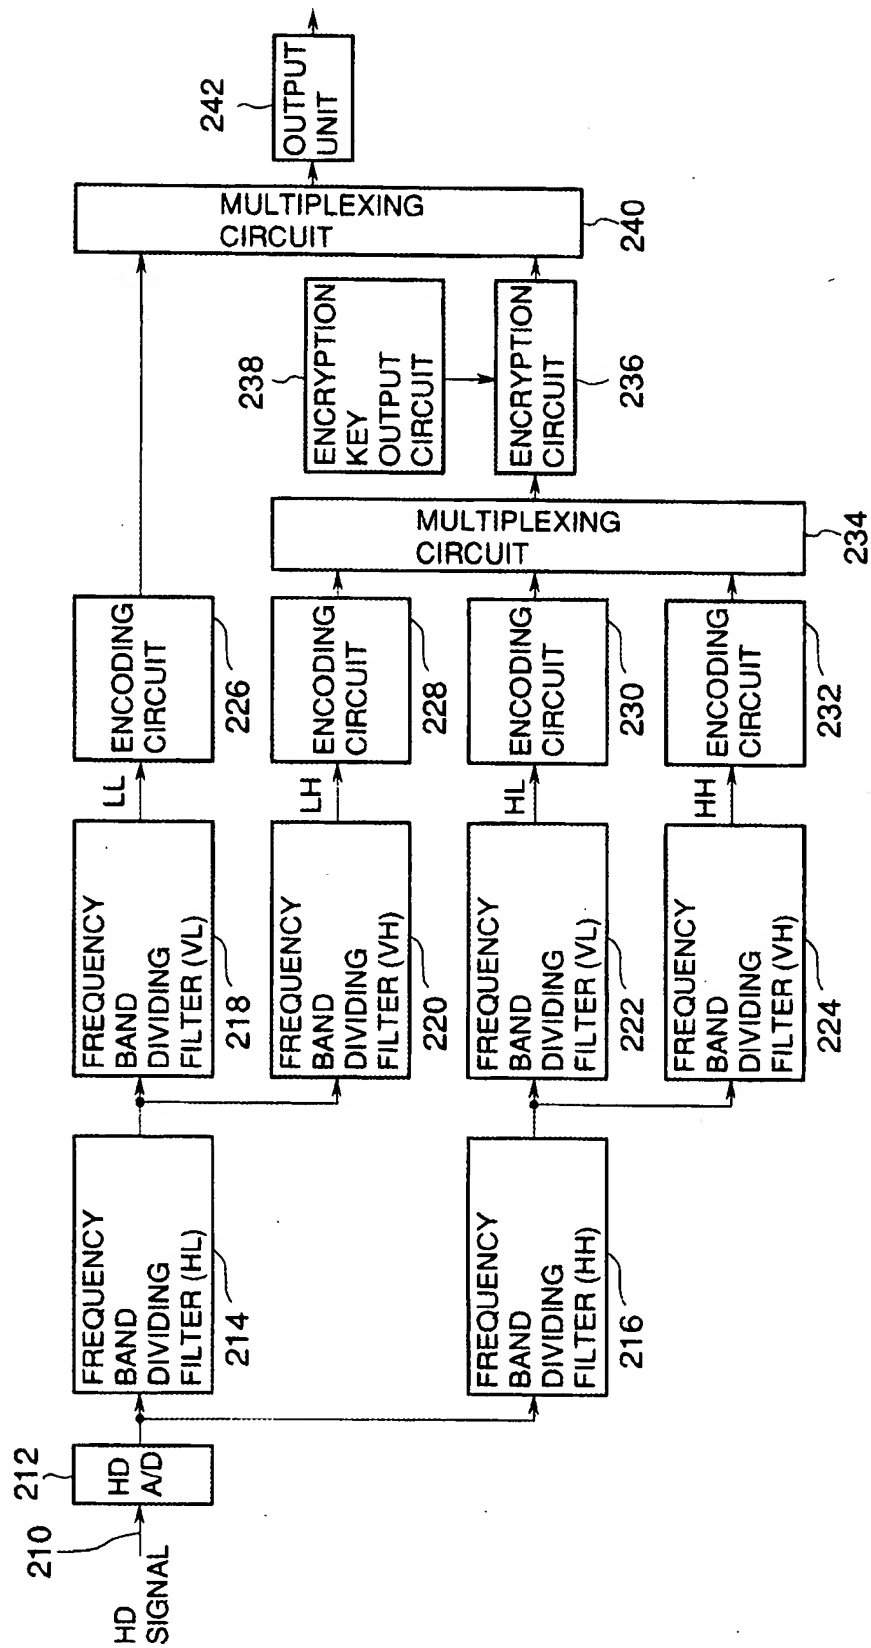 HD
SIGNAL
210
212
HD
A/D
FREQUENCY
BAND
DIVIDING
FILTER (HL)
214
FREQUENCY
BAND
DIVIDING
FILTER (HH)
216
FREQUENCY
BAND
DIVIDING
FILTER (VL)
218
FREQUENCY
BAND
DIVIDING
FILTER (VH)
220
FREQUENCY
BAND
DIVIDING
FILTER (VL)
222
FREQUENCY
BAND
DIVIDING
FILTER (VH)
224
LL
LH
HL
HH
ENCODING
CIRCUIT
226
ENCODING
CIRCUIT
228
ENCODING
CIRCUIT
230
ENCODING
CIRCUIT
232
MULTIPLEXING
CIRCUIT
234
238
ENCRYPTION
KEY
OUTPUT
CIRCUIT
ENCRYPTION
CIRCUIT
236
MULTIPLEXING
CIRCUIT
240
242
OUTPUT
UNIT